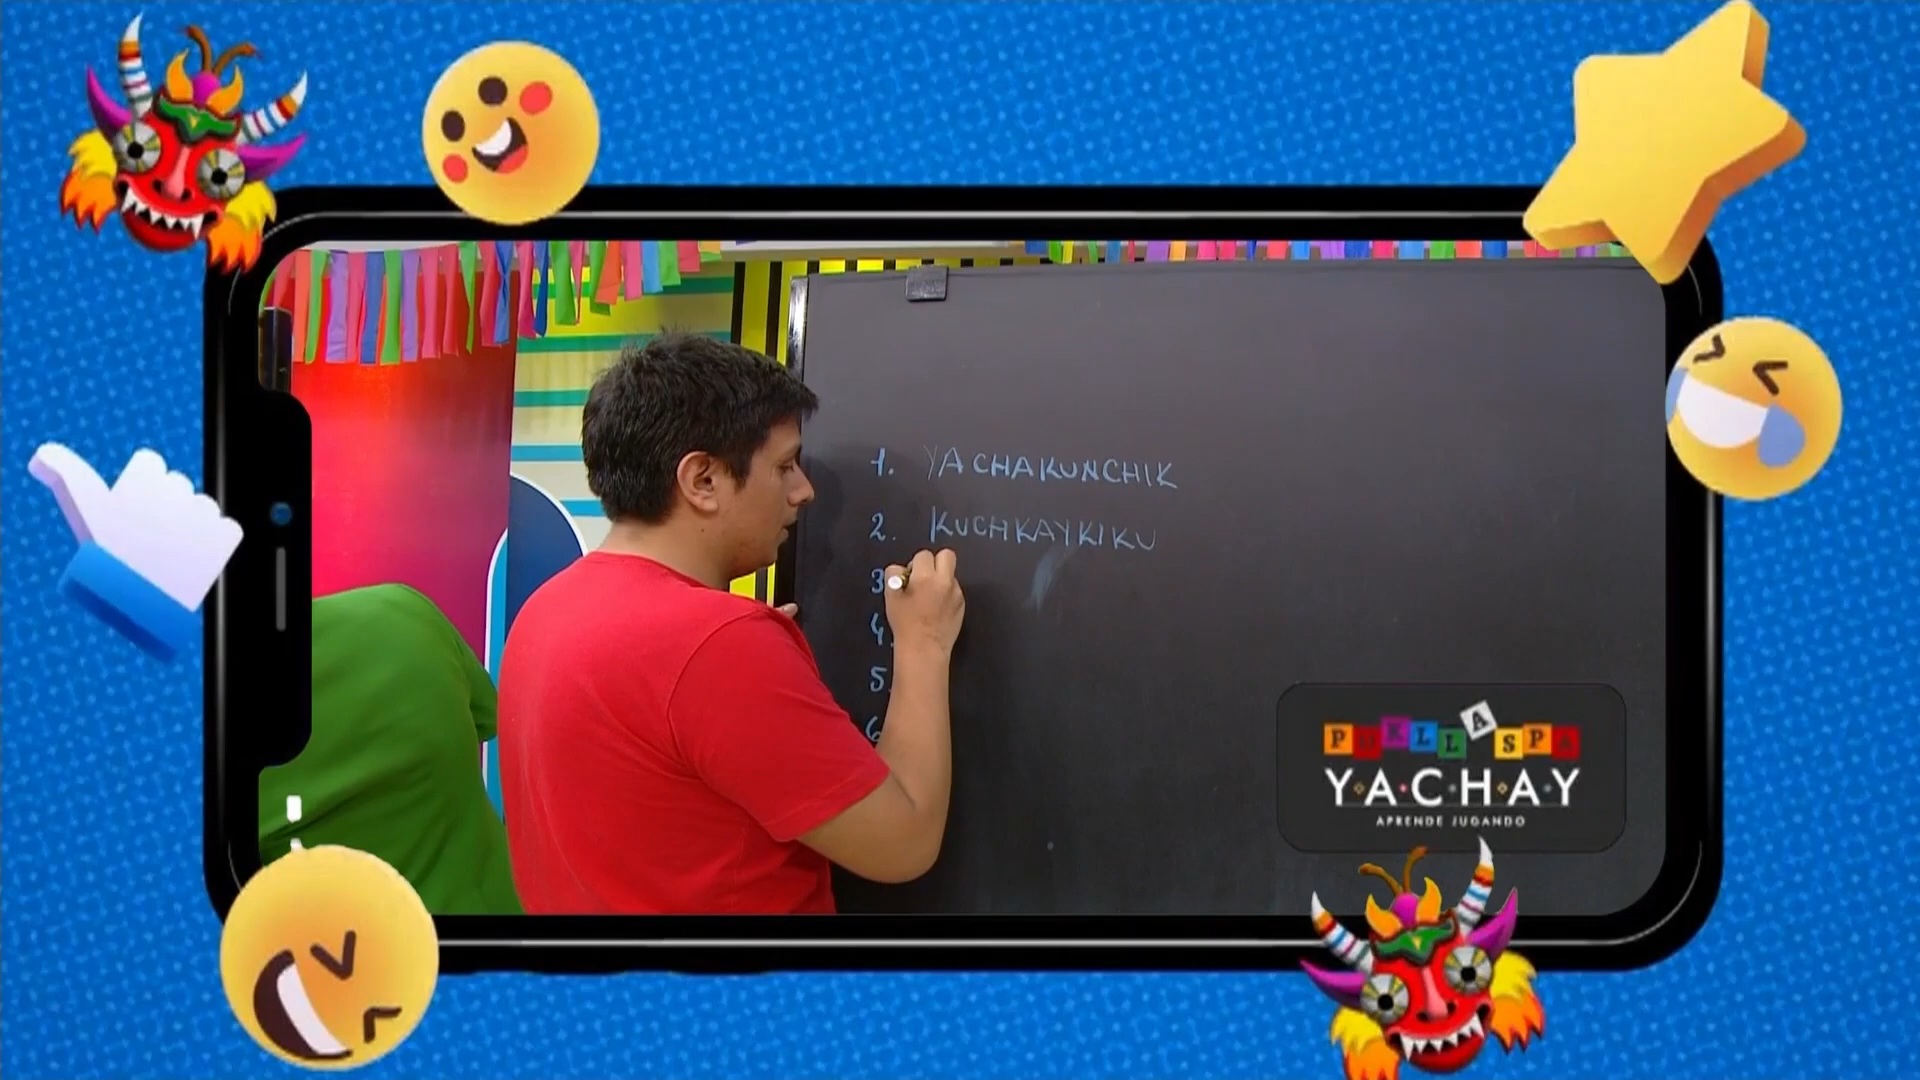 1. YACHAKUNCHIK
2. KUCHKAYKIKU
3
4.
5.
6
PUKLLASPA
YACHAY
APRENDE JUGANDO